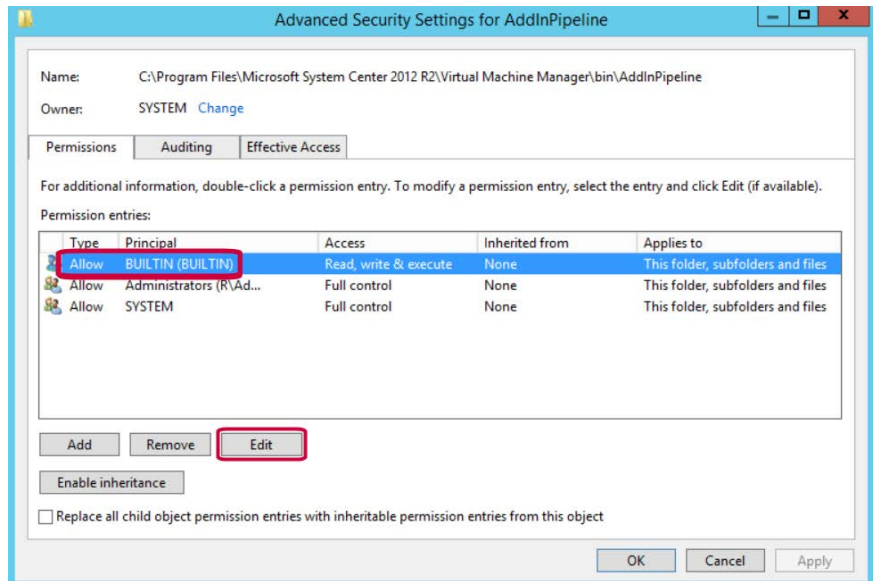 Advanced Security Settings for AddInPipeline
Name: C:\Program Files\Microsoft System Center 2012 R2\Virtual Machine Manager\bin\AddInPipeline
Owner: SYSTEM Change
Permissions Auditing Effective Access
For additional information, double-click a permission entry. To modify a permission entry, select the entry and click Edit (if available).
Permission entries:
Type Principal Access Inherited from Applies to
Allow BUILTIN (BUILTIN) Read, write & execute None This folder, subfolders and files
Allow Administrators (R\Ad... Full control None This folder, subfolders and files
Allow SYSTEM Full control None This folder, subfolders and files
Add Remove Edit
Enable inheritance
Replace all child object permission entries with inheritable permission entries from this object
OK Cancel Apply